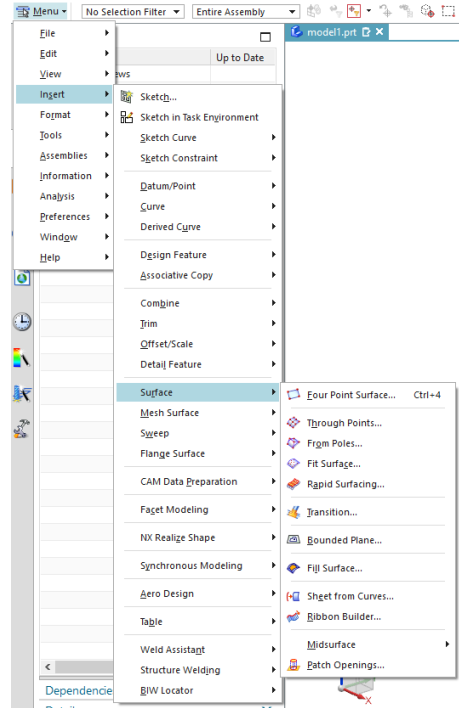 Menu No Selection Filter Entire Assembly
File
Edit
View
Insert
Format
Tools
Assemblies
Information
Analysis
Preferences
Window
Help
model1.prt
Up to Date
ews
Sketch...
Sketch in Task Environment
Sketch Curve
Sketch Constraint
Datum/Point
Curve
Derived Curve
Design Feature
Associative Copy
Combine
Trim
Offset/Scale
Detail Feature
Surface
Mesh Surface
Sweep
Flange Surface
CAM Data Preparation
Facet Modeling
NX Realize Shape
Synchronous Modeling
Aero Design
Table
Weld Assistant
Structure Welding
BIW Locator
Four Point Surface... Ctrl+4
Through Points...
From Poles...
Fit Surface...
Rapid Surfacing...
Transition...
Bounded Plane...
Fill Surface...
Sheet from Curves...
Ribbon Builder...
Midsurface
Patch Openings...
Dependencie
X